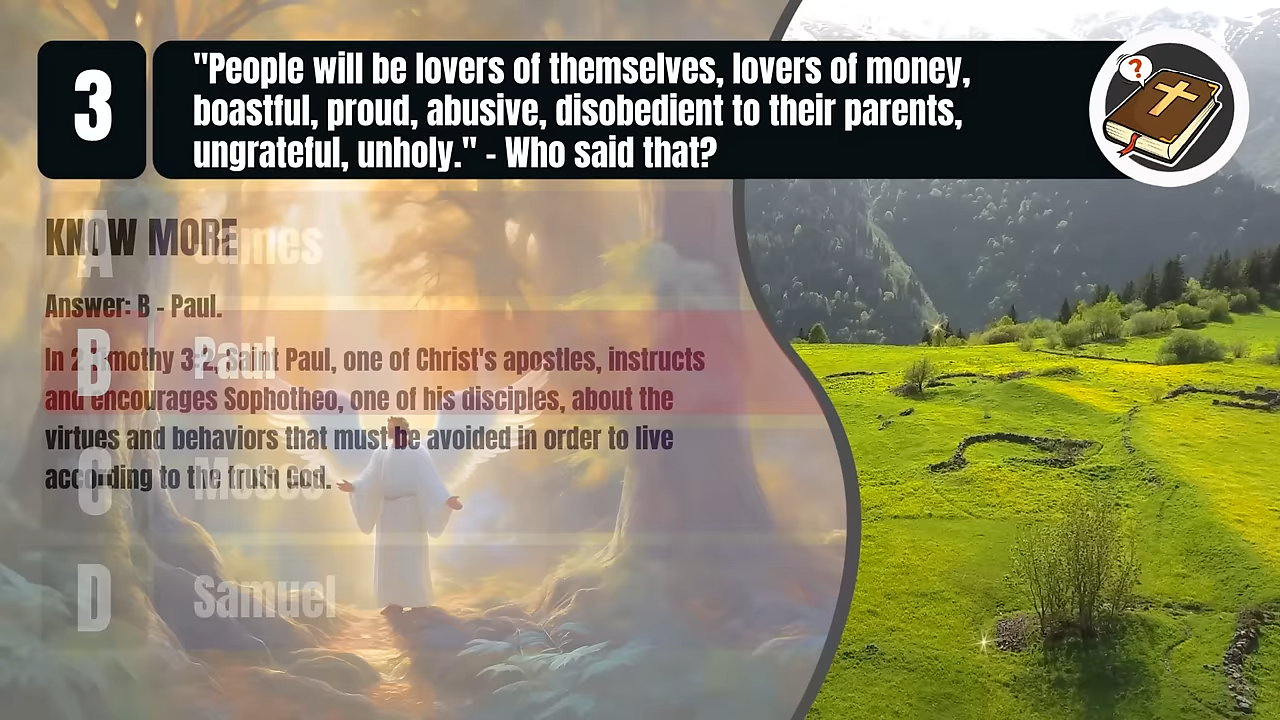 3
"People will be lovers of themselves, lovers of money,
boastful, proud, abusive, disobedient to their parents,
ungrateful, unholy." - Who said that?
KNOW MORE
A James
Answer: B - Paul.
B Paul
In 2 Timothy 3:2, Saint Paul, one of Christ's apostles, instructs
and encourages Sophotheo, one of his disciples, about the
virtues and behaviors that must be avoided in order to live
C Moses
according to the truth God.
D Samuel
?